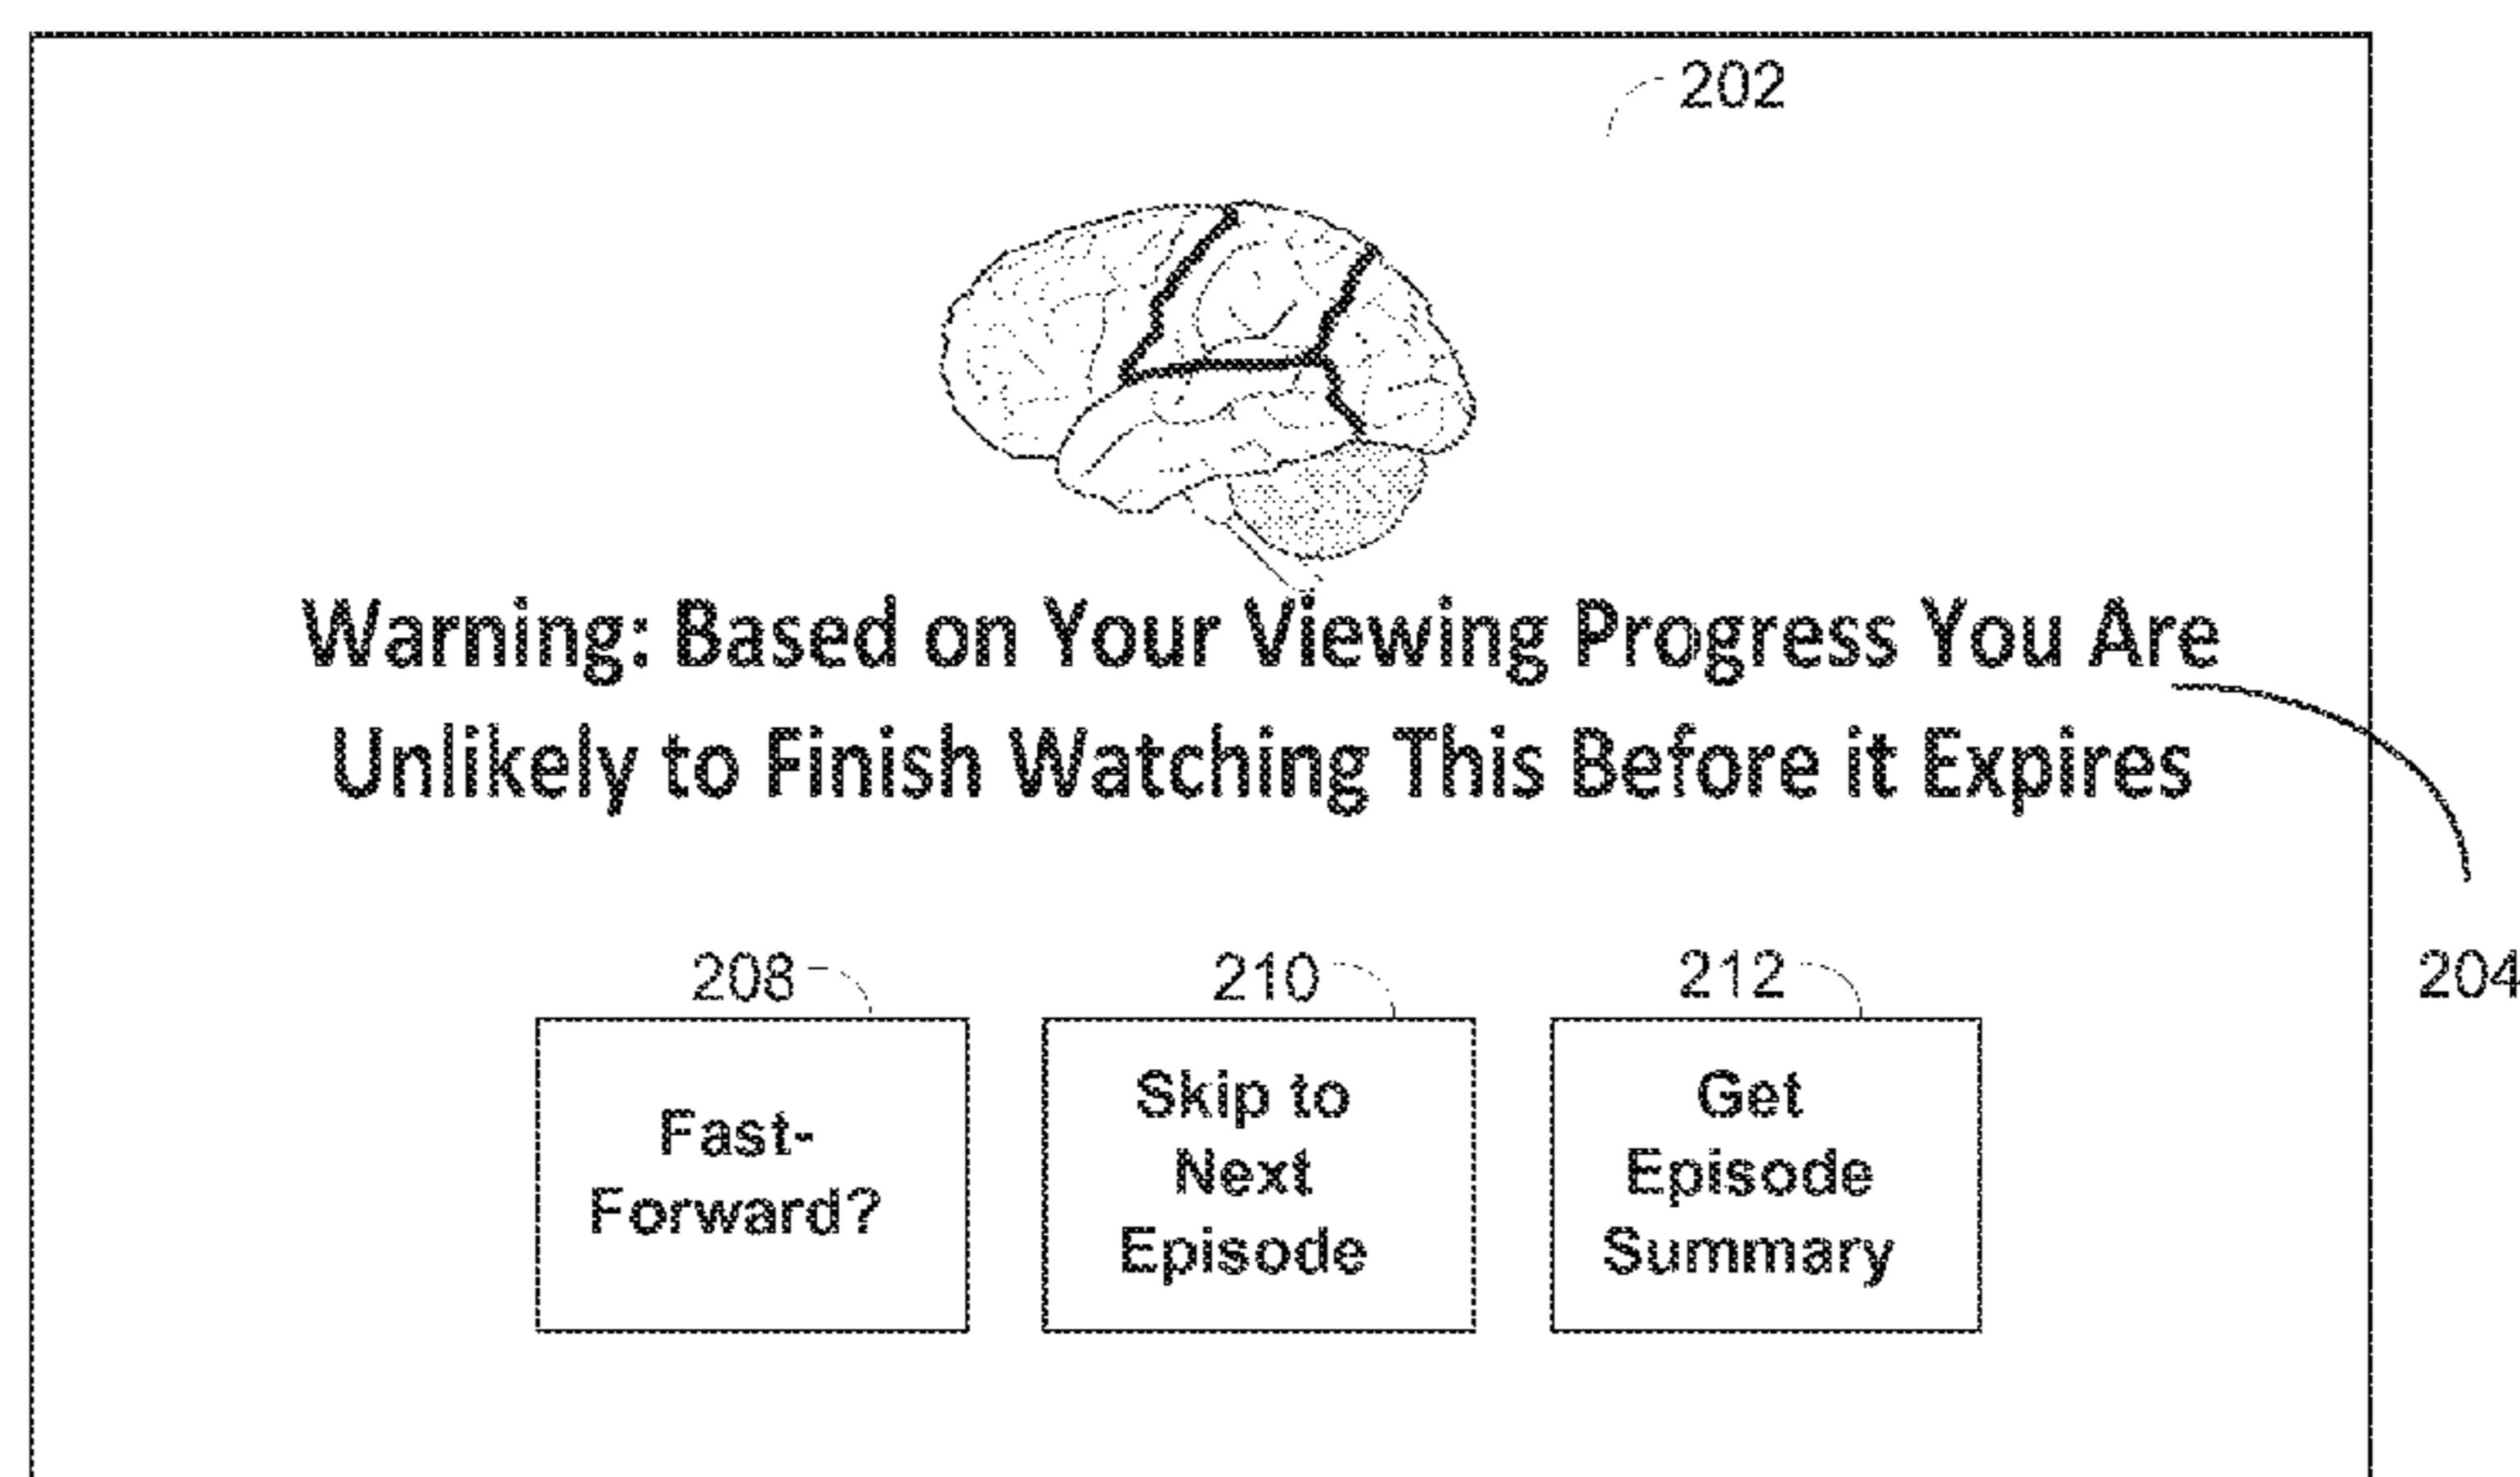 202
Warning: Based on Your Viewing Progress You Are
Unlikely to Finish Watching This Before it Expires
204
208
210
212
Fast-
Forward?
Skip to
Next
Episode
Get
Episode
Summary